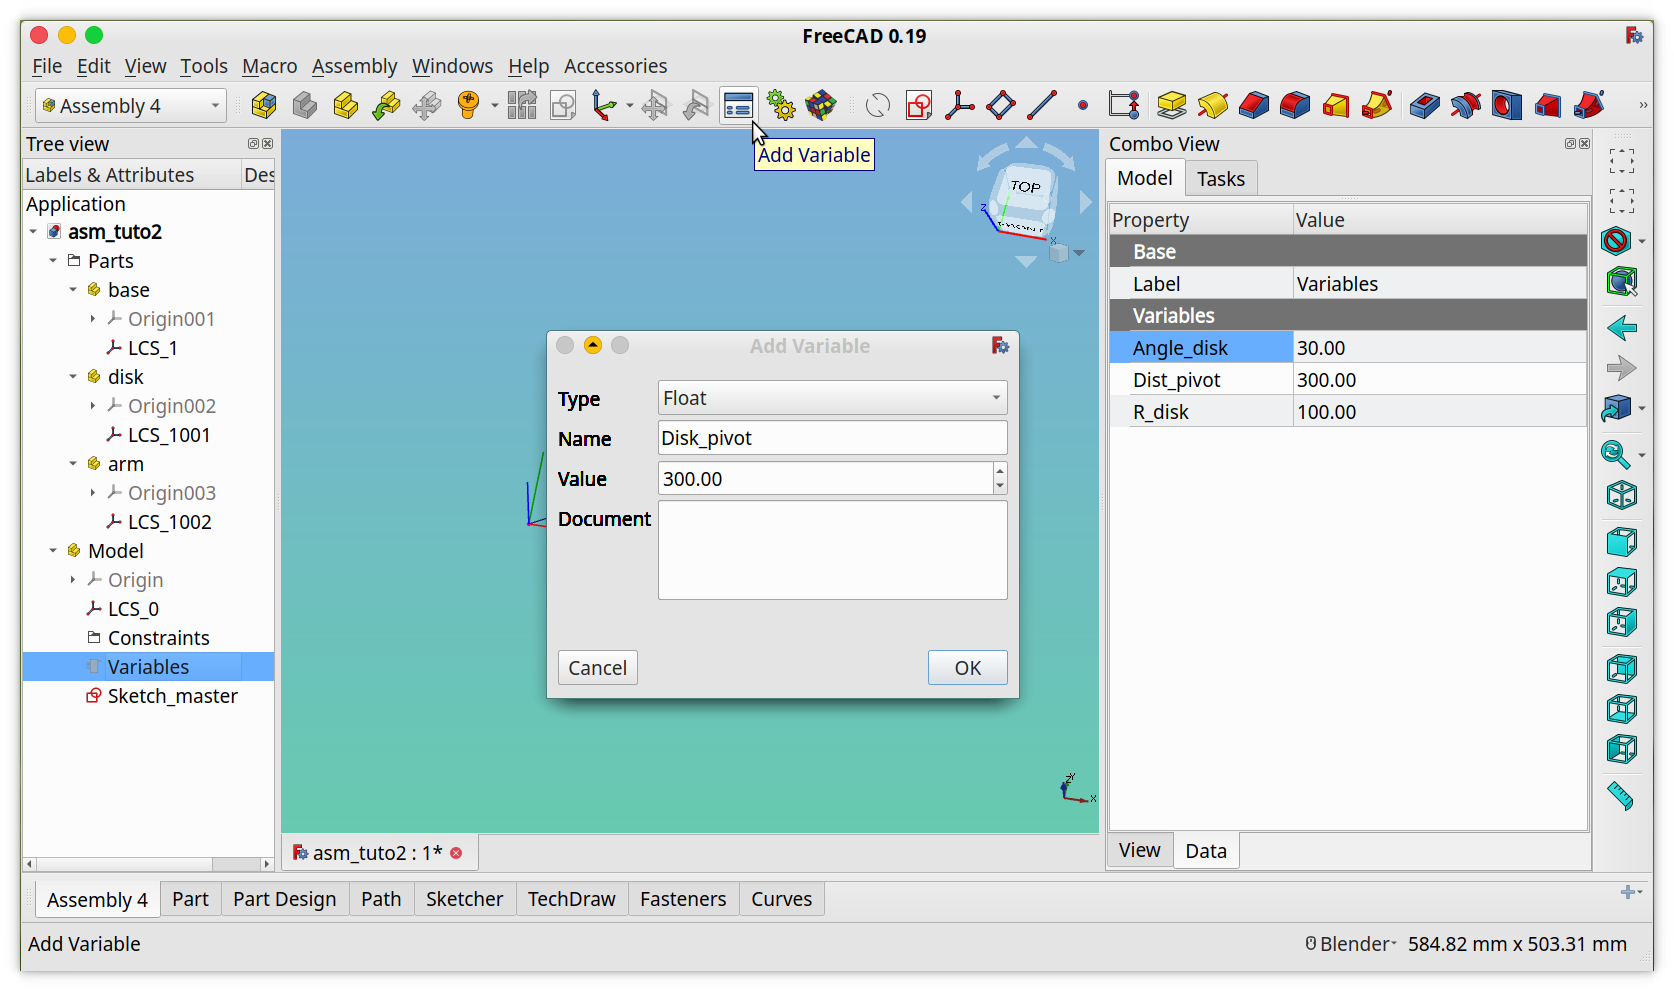 FreeCAD 0.19
File Edit View Tools Macro Assembly Windows Help Accessories
Assembly 4
»
Add Variable
Tree view
Labels & Attributes Des
Application
asm_tuto2
Parts
base
Origin001
LCS_1
disk
Origin002
LCS_1001
arm
Origin003
LCS_1002
Model
Origin
LCS_0
Constraints
Variables
Sketch_master
TOP
Z
X
Add Variable
Type Float
Name Disk_pivot
Value 300.00
Document
Cancel OK
Z Y
X
asm_tuto2 : 1*
Combo View
Model Tasks
Property Value
Base
Label Variables
Variables
Angle_disk 30.00
Dist_pivot 300.00
R_disk 100.00
View Data
Assembly 4 Part Part Design Path Sketcher TechDraw Fasteners Curves
Add Variable
Blender 584.82 mm x 503.31 mm